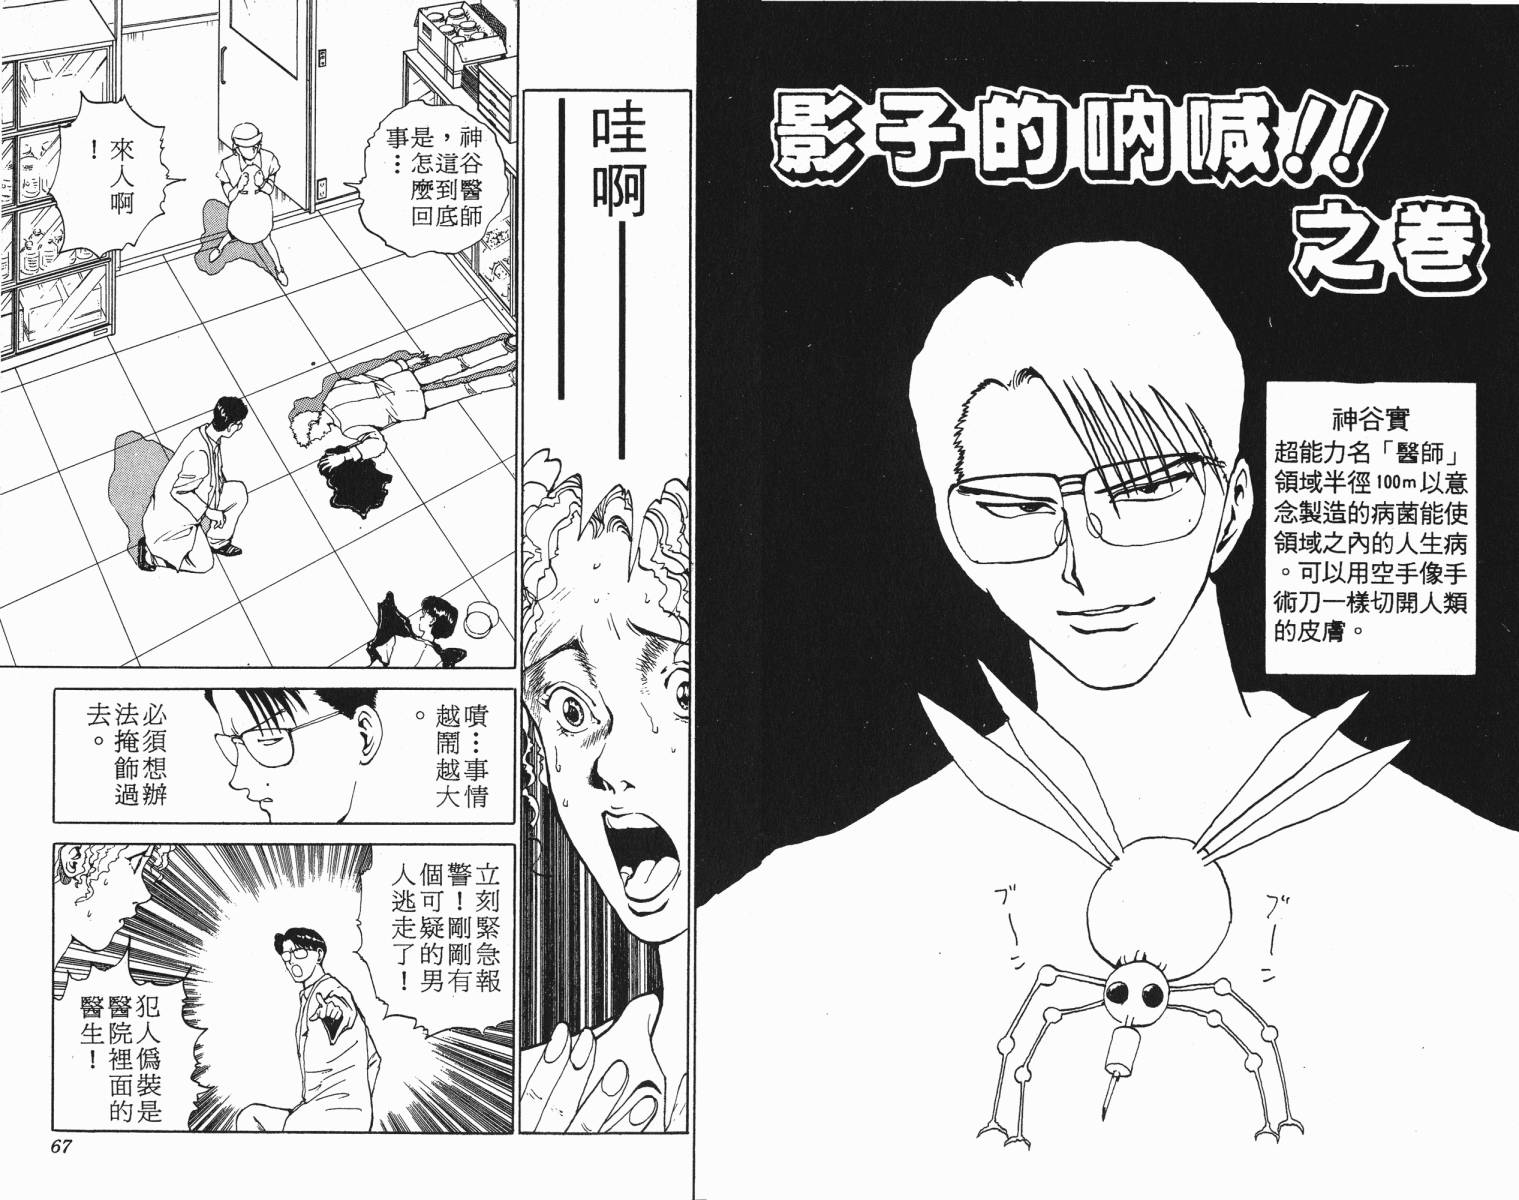 影子的吶喊!!
之卷
神谷實
超能力名「醫師」
領域半徑100m以意
念製造的病菌能使
領域之內的人生病
。可以用空手像手
術刀一樣切開人類
的皮膚。
ブーン
ブーン
哇啊——
神谷醫師
,這到底
是怎麼回
事…
來人啊
!
嘖…事情
越鬧越大
。
必須想辦
法掩飾過
去。
立刻緊急報
警!剛剛有
個可疑的男
人逃走了!
犯人偽裝是
醫院裡面的
醫生!
67